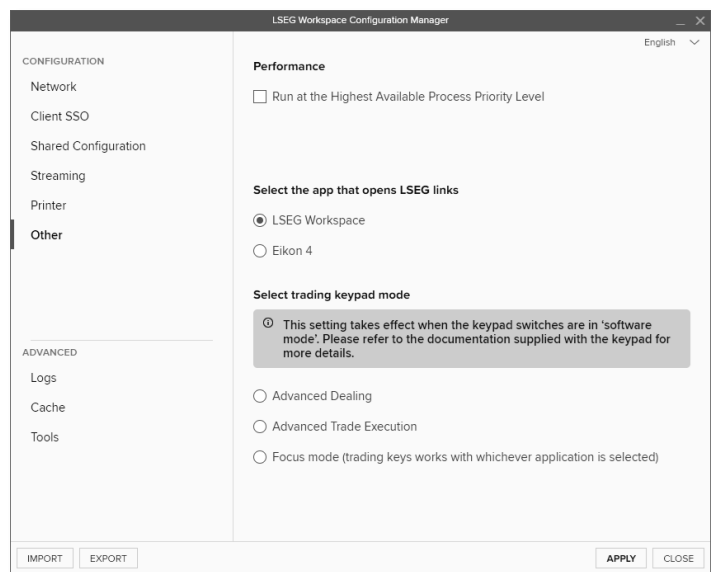 LSEG Workspace Configuration Manager
English
CONFIGURATION
Network
Client SSO
Shared Configuration
Streaming
Printer
Other
ADVANCED
Logs
Cache
Tools
Performance
Run at the Highest Available Process Priority Level
Select the app that opens LSEG links
LSEG Workspace
Eikon 4
Select trading keypad mode
This setting takes effect when the keypad switches are in ‘software
mode’. Please refer to the documentation supplied with the keypad for
more details.
Advanced Dealing
Advanced Trade Execution
Focus mode (trading keys works with whichever application is selected)
IMPORT
EXPORT
APPLY
CLOSE